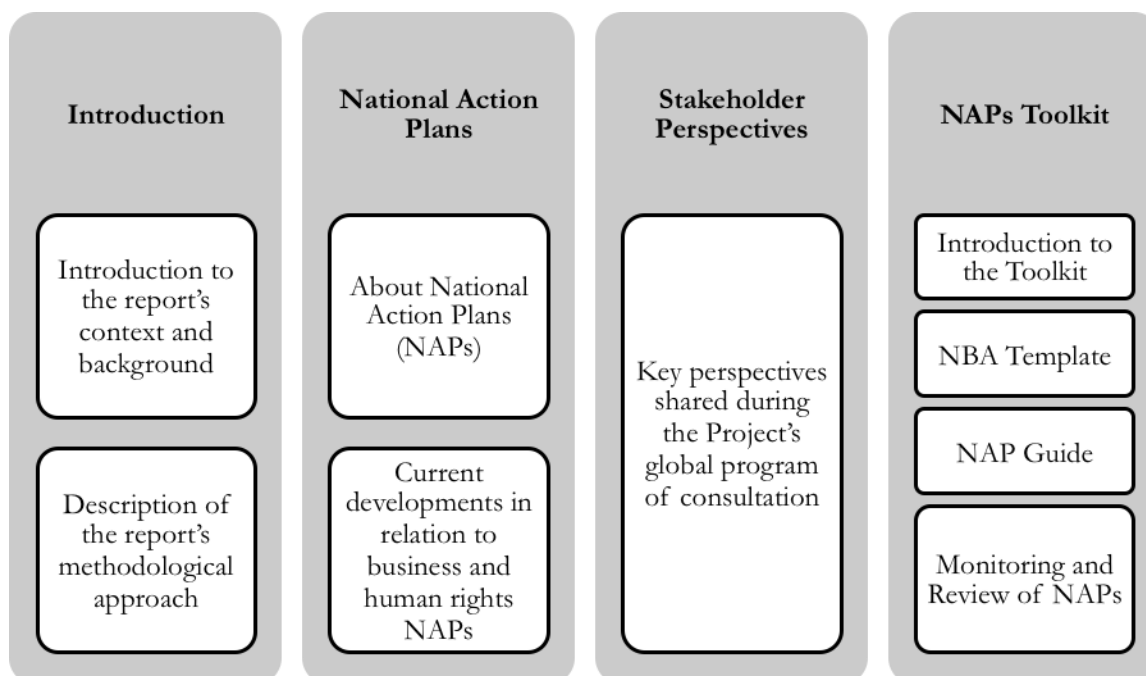 Introduction
Introduction to
the report’s
context and
background
Description of
the report’s
methodological
approach
National Action
Plans
About National
Action Plans
(NAPs)
Current
developments in
relation to
business and
human rights
NAPs
Stakeholder
Perspectives
Key perspectives
shared during
the Project’s
global program
of consultation
NAPs Toolkit
Introduction to
the Toolkit
NBA Template
NAP Guide
Monitoring and
Review of NAPs